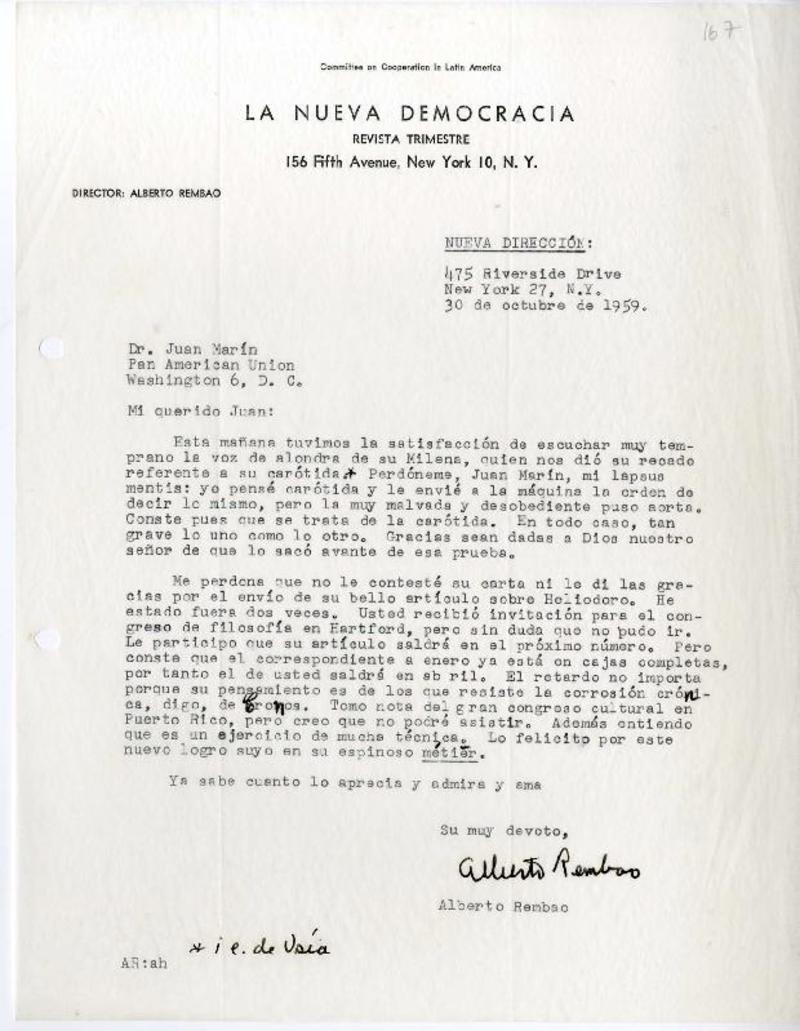 167
Committee on Cooperation in Latin America
LA NUEVA DEMOCRACIA
REVISTA TRIMESTRE
156 Fifth Avenue, New York 10, N. Y.
DIRECTOR: ALBERTO REMBAO
NUEVA DIRECCIÓN:
475 Riverside Drive
New York 27, N.Y.
30 de octubre de 1959.
Dr. Juan Marín
Pan American Union
Washington 6, D. C.
Mi querido Juan:
Esta mañana tuvimos la satisfacción de escuchar muy tem-
prano la voz de alondra de su Milena, quien nos dió su recado
referente a su carótida.* Perdóneme, Juan Marín, mi lapsus
mentis: yo pensé carótida y le envié a la máquina la orden de
decir lo mismo, pero la muy malvada y desobediente puso aorta.
Conste pues que se trata de la carótida. En todo caso, tan
grave lo uno como lo otro. Gracias sean dadas a Dios nuestro
señor de que lo sacó avante de esa prueba.
Me perdona que no le contesté su carta ni le di las gra-
cias por el envío de su bello artículo sobre Heliodoro. He
estado fuera dos veces. Usted recibió invitación para el con-
greso de filosofía en Hartford, pero sin duda que no pudo ir.
Le participo que su artículo saldrá en el próximo número. Pero
conste que el correspondiente a enero ya está en cajas completas,
por tanto el de usted saldrá en ab ril. El retardo no importa
porque su pensamiento es de los que resiste la corrosión cróni-
ca, digo, de Cronos. Tomo nota del gran congreso cultural en
Puerto Rico, pero creo que no podré asistir. Además entiendo
que es un ejercicio de mucha técnica. Lo felicito por este
nuevo logro suyo en su espinoso métier.
Ya sabe cuanto lo aprecia y admira y ama
Su muy devoto,
Alberto Rembao
Alberto Rembao
* i e. de Usía
AR:ah